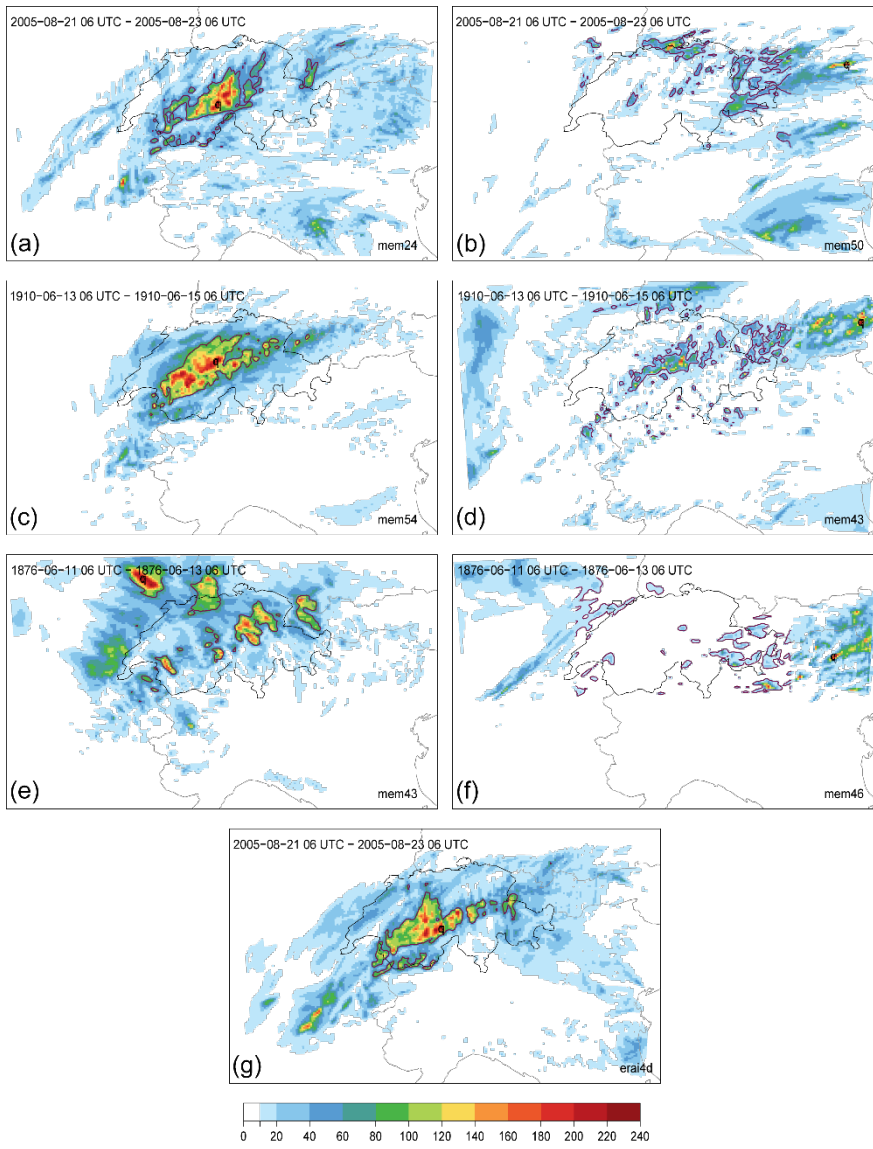 2005-08-21 06 UTC − 2005-08-23 06 UTC
q
(a)
mem24
2005-08-21 06 UTC − 2005-08-23 06 UTC
q
(b)
mem50
1910-06-13 06 UTC − 1910-06-15 06 UTC
q
(c)
mem54
1910-06-13 06 UTC − 1910-06-15 06 UTC
q
(d)
mem43
1876-06-11 06 UTC − 1876-06-13 06 UTC
q
(e)
mem43
1876-06-11 06 UTC − 1876-06-13 06 UTC
q
(f)
mem46
2005-08-21 06 UTC − 2005-08-23 06 UTC
q
(g)
erai4d
0 20 40 60 80 100 120 140 160 180 200 220 240